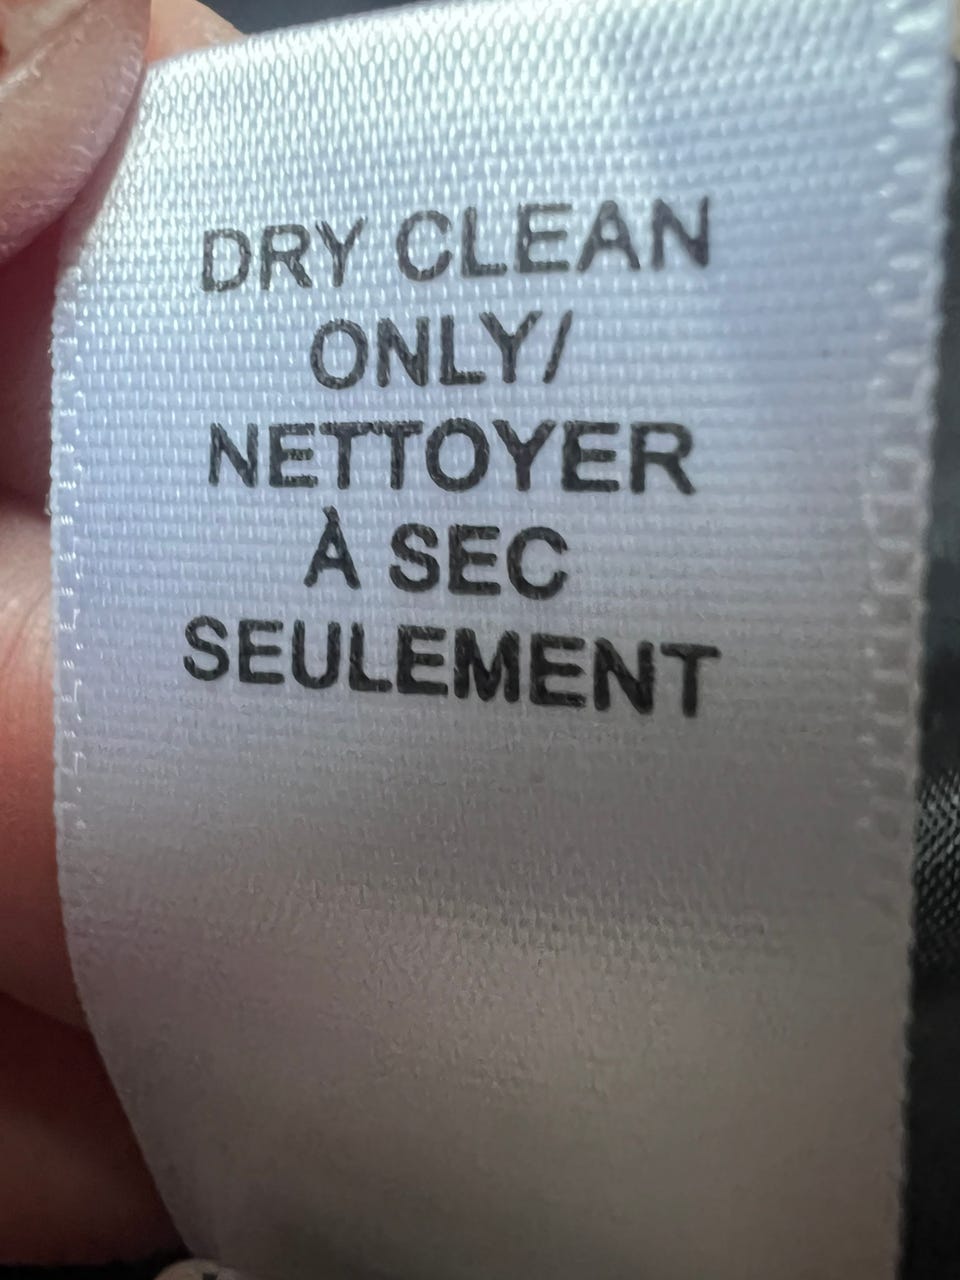 DRY CLEAN
ONLY/
NETTOYER
À SEC
SEULEMENT